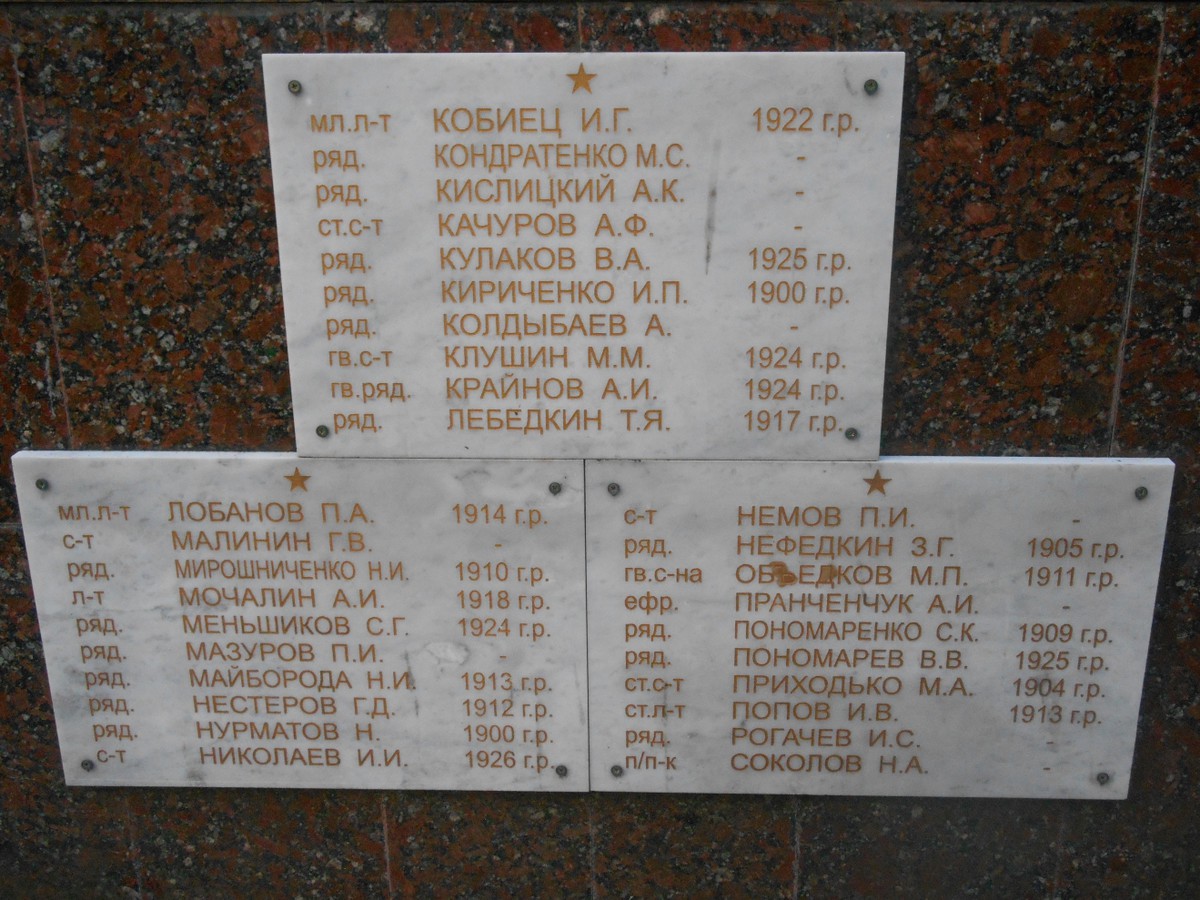 мл.л-т КОБИЕЦ И.Г. 1922 г.р.
ряд. КОНДРАТЕНКО М.С. -
ряд. КИСЛИЦКИЙ А.К. -
ст.с-т КАЧУРОВ А.Ф. -
ряд. КУЛАКОВ В.А. 1925 г.р.
ряд. КИРИЧЕНКО И.П. 1900 г.р.
ряд. КОЛДЫБАЕВ А. -
гв.с-т КЛУШИН М.М. 1924 г.р.
гв.ряд. КРАЙНОВ А.И. 1924 г.р.
ряд. ЛЕБЕДКИН Т.Я. 1917 г.р.
мл.л-т ЛОБАНОВ П.А. 1914 г.р.
с-т МАЛИНИН Г.В. -
ряд. МИРОШНИЧЕНКО Н.И. 1910 г.р.
л-т МОЧАЛИН А.И. 1918 г.р.
ряд. МЕНЬШИКОВ С.Г. 1924 г.р.
ряд. МАЗУРОВ П.И. -
ряд. МАЙБОРОДА Н.И. 1913 г.р.
ряд. НЕСТЕРОВ Г.Д. 1912 г.р.
ряд. НУРМАТОВ Н. 1900 г.р.
с-т НИКОЛАЕВ И.И. 1926 г.р.
с-т НЕМОВ П.И. -
ряд. НЕФЕДКИН З.Г. 1905 г.р.
гв.с-на ОБЪЕДКОВ М.П. 1911 г.р.
ефр. ПРАНЧЕНЧУК А.И. -
ряд. ПОНОМАРЕНКО С.К. 1909 г.р.
ряд. ПОНОМАРЕВ В.В. 1925 г.р.
ст.с-т ПРИХОДЬКО М.А. 1904 г.р.
ст.л-т ПОПОВ И.В. 1913 г.р.
ряд. РОГАЧЕВ И.С. -
п/п-к СОКОЛОВ Н.А. -